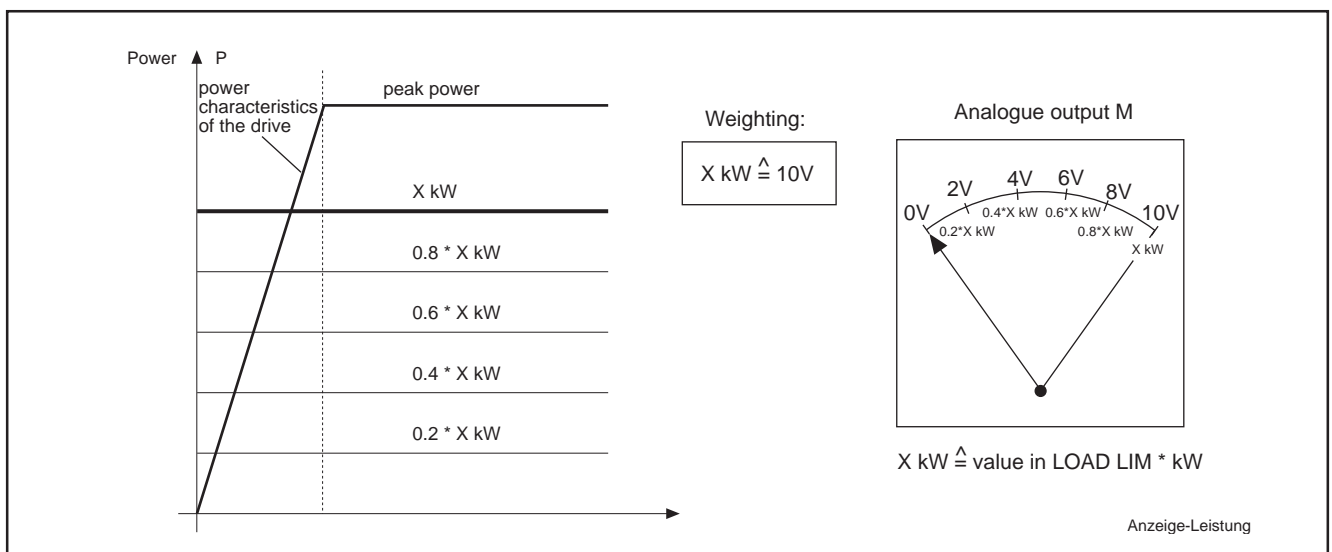 Power P
power
characteristics
of the drive
peak power
X kW
0.8 * X kW
0.6 * X kW
0.4 * X kW
0.2 * X kW
Weighting:
X kW ≙ 10V
Analogue output M
0V 2V 4V 6V 8V 10V
0.2*X kW 0.4*X kW 0.6*X kW 0.8*X kW X kW
X kW ≙ value in LOAD LIM * kW
Anzeige-Leistung